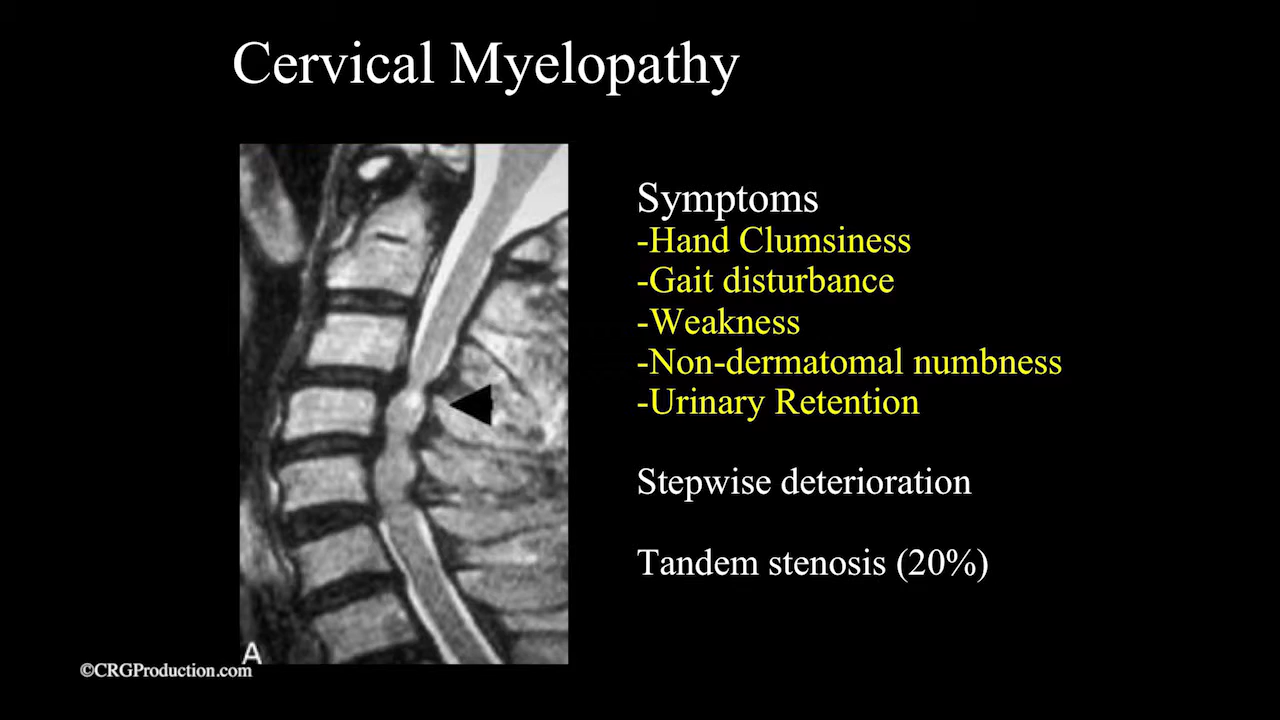 Cervical Myelopathy
Symptoms
-Hand Clumsiness
-Gait disturbance
-Weakness
-Non-dermatomal numbness
-Urinary Retention
Stepwise deterioration
Tandem stenosis (20%)
A
©CRGProduction.com